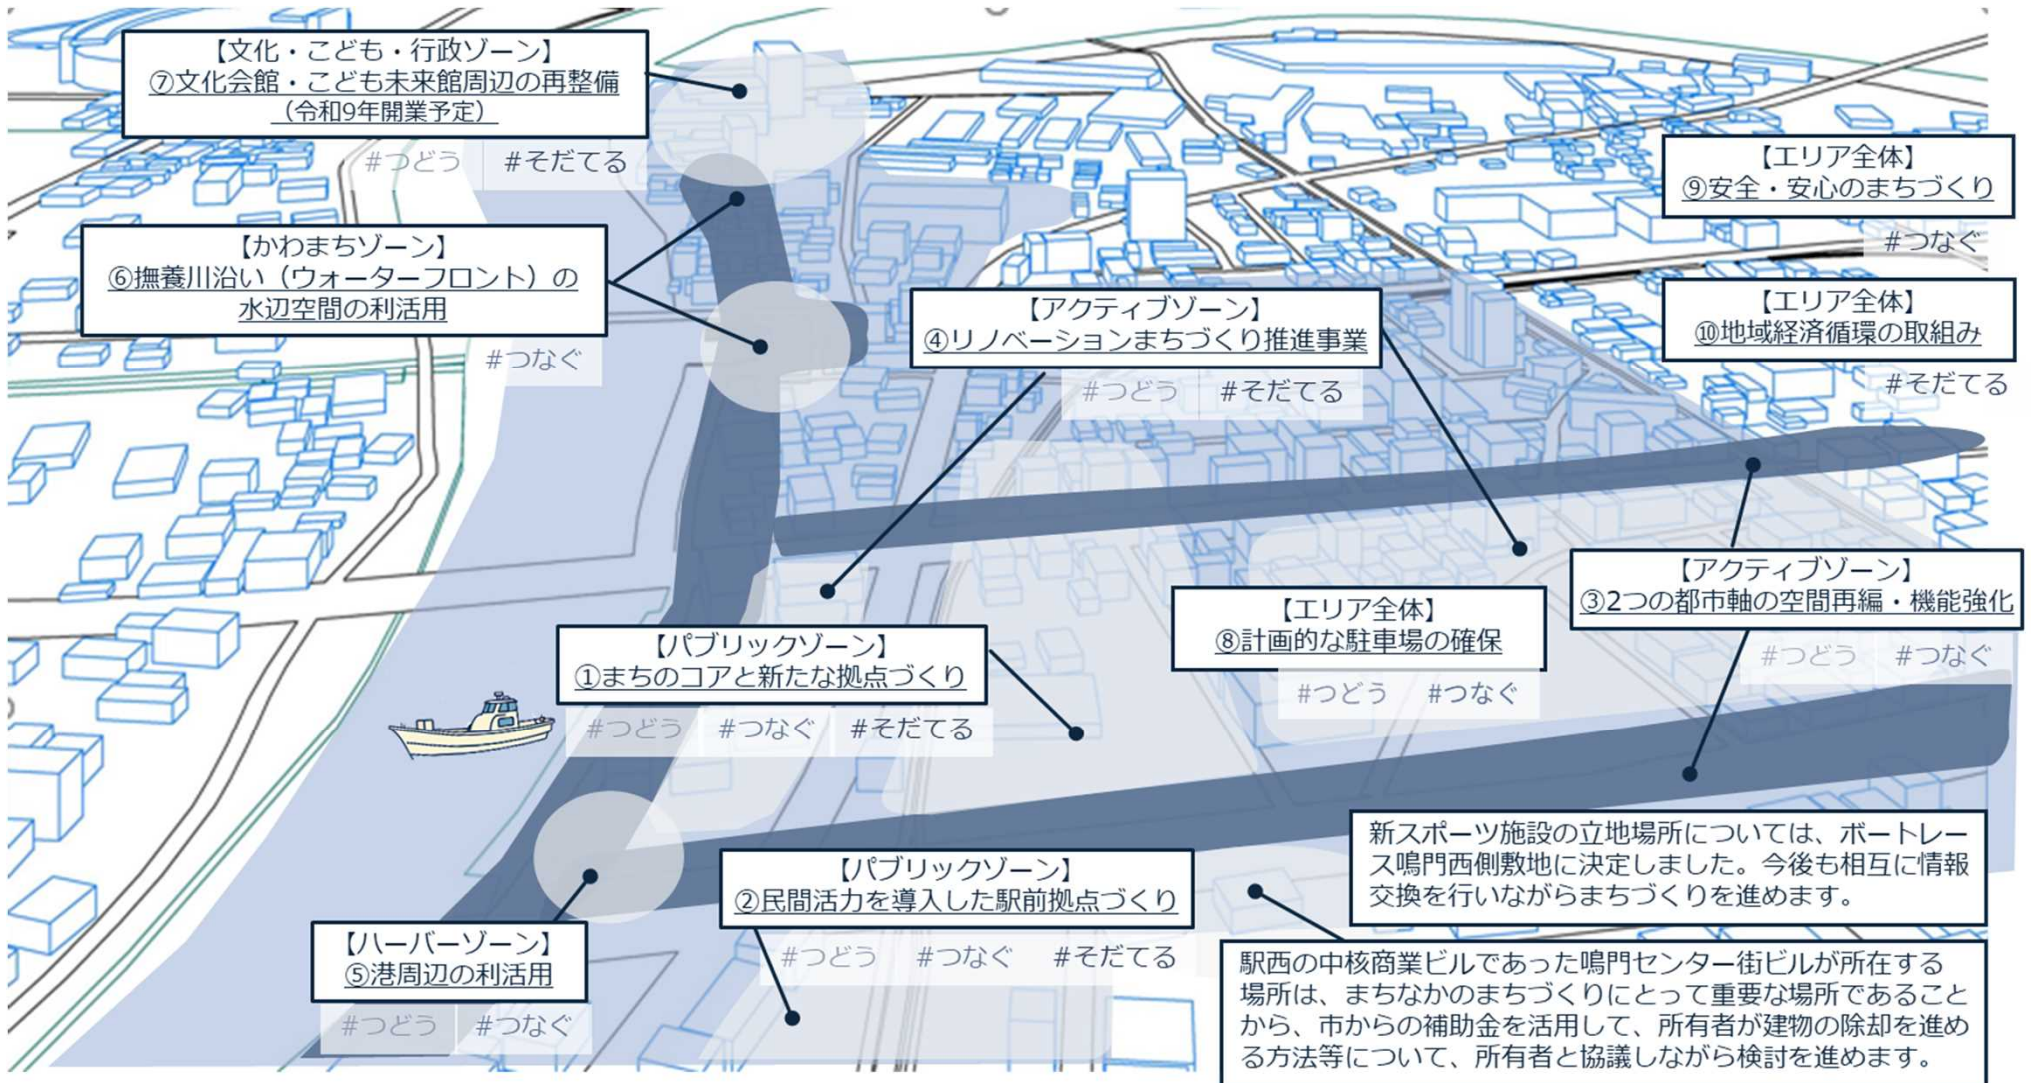 【文化・こども・行政ゾーン】
⑦文化会館・こども未来館周辺の再整備
（令和9年開業予定）
#つどう #そだてる
【エリア全体】
⑨安全・安心のまちづくり
#つなぐ
【かわまちゾーン】
⑥撫養川沿い（ウォーターフロント）の
水辺空間の利活用
#つなぐ
【アクティブゾーン】
④リノベーションまちづくり推進事業
#つどう #そだてる
【エリア全体】
⑩地域経済循環の取組み
#そだてる
【アクティブゾーン】
③2つの都市軸の空間再編・機能強化
#つどう #つなぐ
【エリア全体】
⑧計画的な駐車場の確保
#つどう #つなぐ
【パブリックゾーン】
①まちのコアと新たな拠点づくり
#つどう #つなぐ #そだてる
【パブリックゾーン】
②民間活力を導入した駅前拠点づくり
#つどう #つなぐ #そだてる
【ハーバーゾーン】
⑤港周辺の利活用
#つどう #つなぐ
新スポーツ施設の立地場所については、ボートレー
ス鳴門西側敷地に決定しました。今後も相互に情報
交換を行いながらまちづくりを進めます。
駅西の中核商業ビルであった鳴門センター街ビルが所在する
場所は、まちなかのまちづくりにとって重要な場所であること
から、市からの補助金を活用して、所有者が建物の除却を進め
る方法等について、所有者と協議しながら検討を進めます。